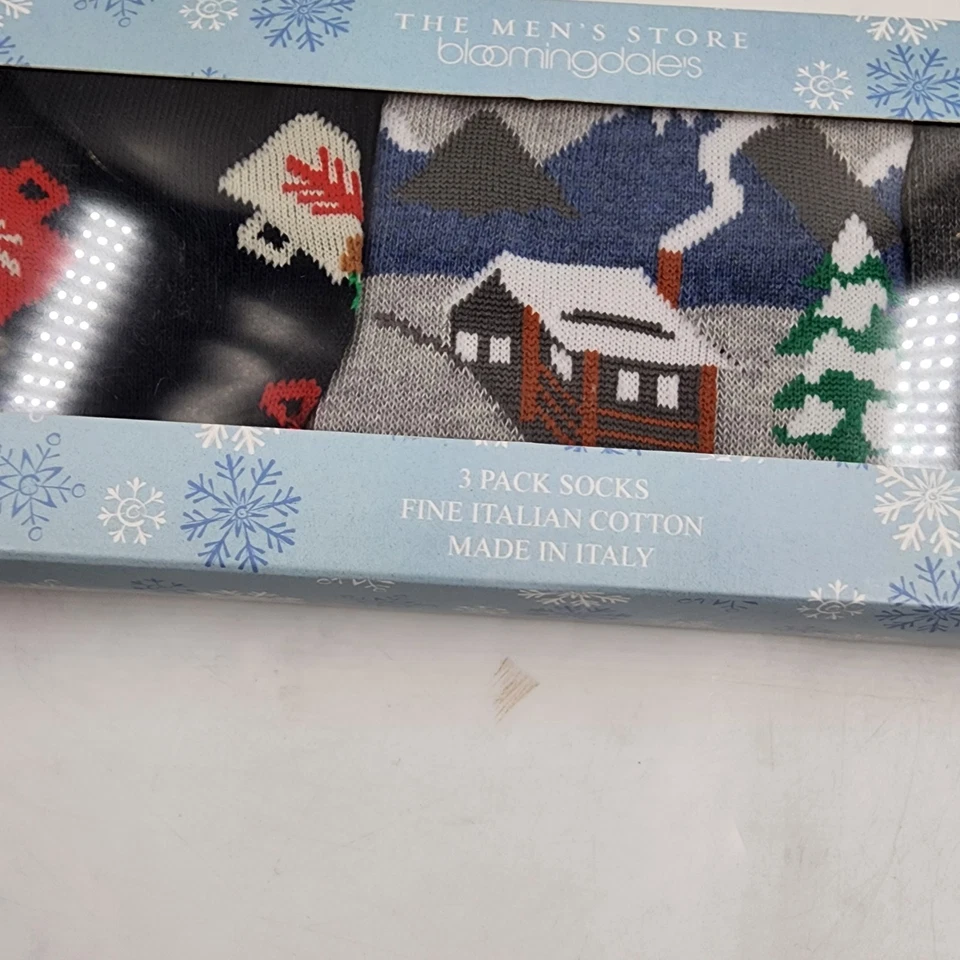 THE MEN'S STORE
bloomingdale's
3 PACK SOCKS
FINE ITALIAN COTTON
MADE IN ITALY